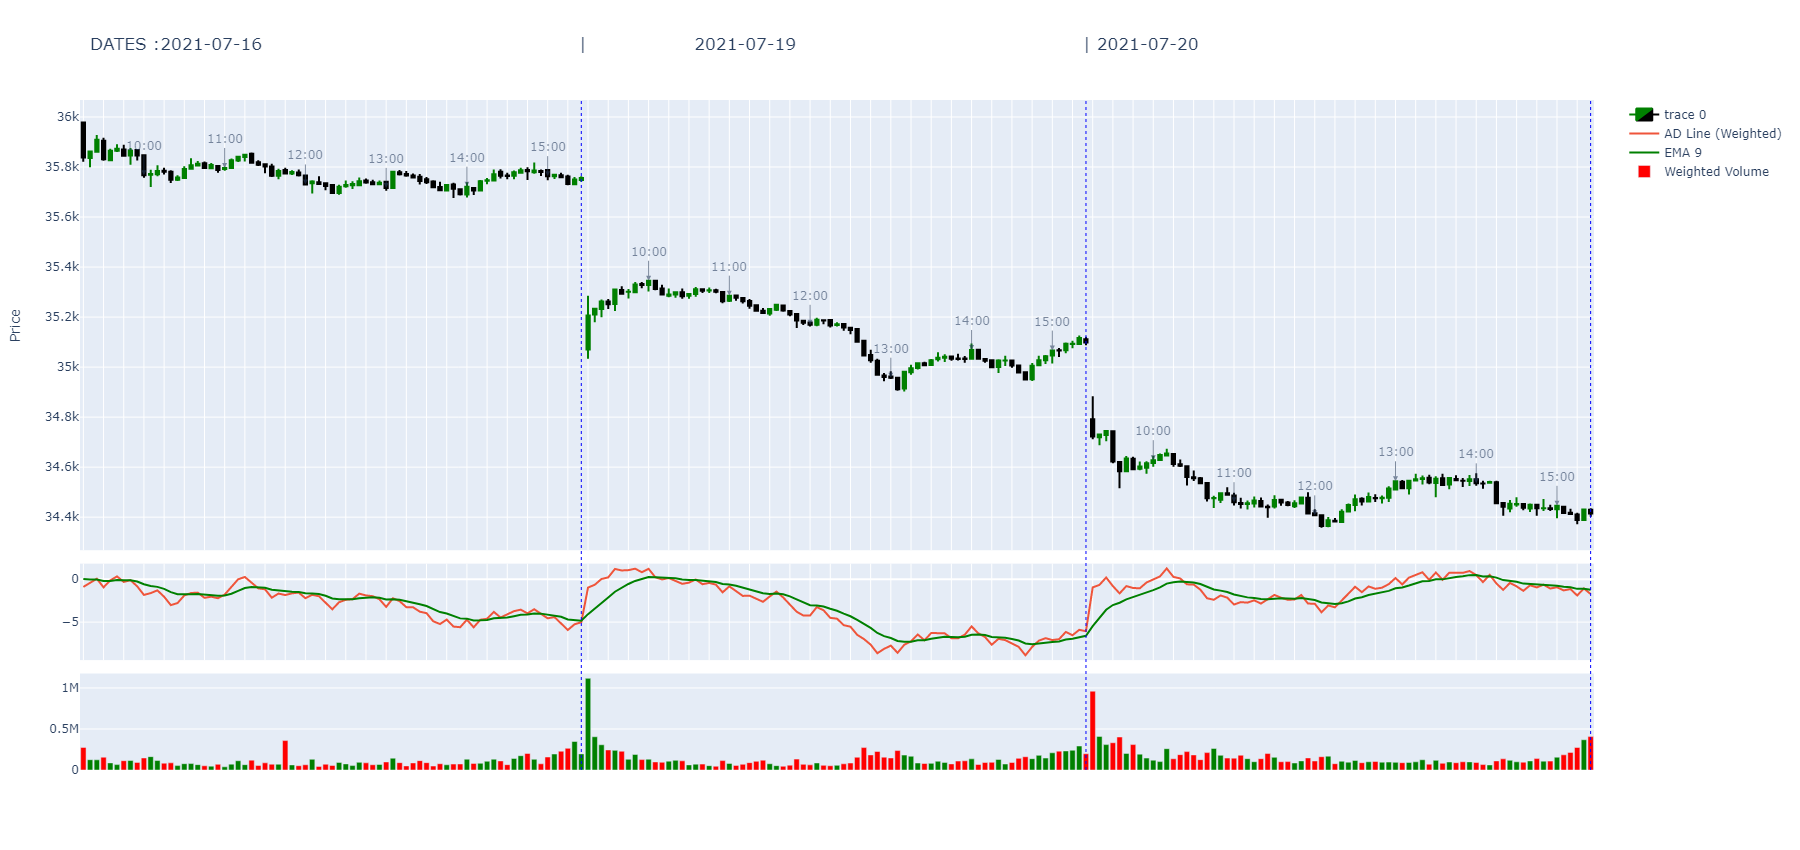 DATES :2021-07-16 | 2021-07-19 | 2021-07-20
36k
35.8k
35.6k
35.4k
35.2k
35k
34.8k
34.6k
34.4k
Price
10:00
11:00
12:00
13:00
14:00
15:00
10:00
11:00
12:00
13:00
14:00
15:00
10:00
11:00
12:00
13:00
14:00
15:00
0
−5
1M
0.5M
0
trace 0
AD Line (Weighted)
EMA 9
Weighted Volume